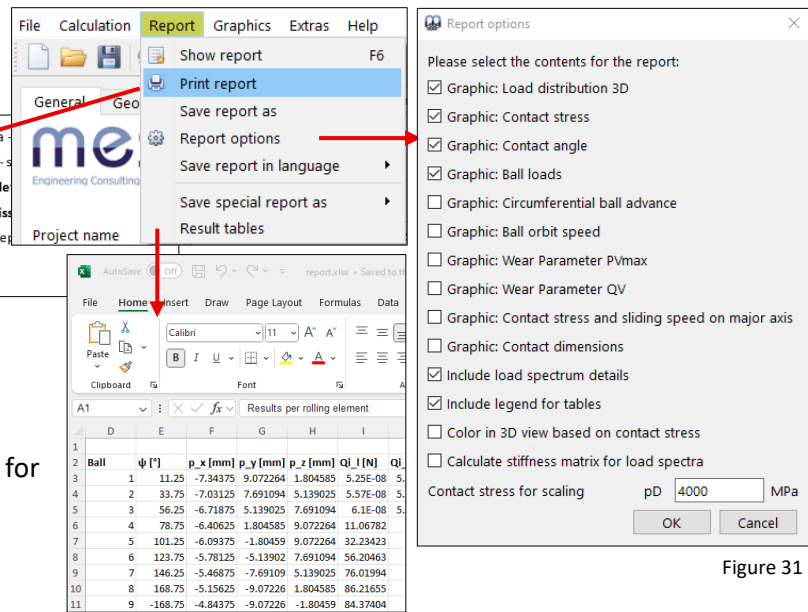 File Calculation Report Graphics Extras Help
Show report F6
Print report
Save report as
Report options
Save report in language
Save special report as
Result tables
General Geo
Engineering Consulting
Project name
Report options
Please select the contents for the report:
Graphic: Load distribution 3D
Graphic: Contact stress
Graphic: Contact angle
Graphic: Ball loads
Graphic: Circumferential ball advance
Graphic: Ball orbit speed
Graphic: Wear Parameter PVmax
Graphic: Wear Parameter QV
Graphic: Contact stress and sliding speed on major axis
Graphic: Contact dimensions
Include load spectrum details
Include legend for tables
Color in 3D view based on contact stress
Calculate stiffness matrix for load spectra
Contact stress for scaling pD 4000 MPa
OK Cancel
Figure 31
for
AutoSave Off report.xlsx • Saved to th
File Home Insert Draw Page Layout Formulas Data
Paste
Calibri 11 A^ A˅
B I U A
Clipboard Font
A1 fx Results per rolling element
D E F G H I
1
2 Ball ψ [°] p_x [mm] p_y [mm] p_z [mm] Qi_l [N] Qi_
3 1 11.25 -7.34375 9.072264 1.804585 5.25E-08 5.
4 2 33.75 -7.03125 7.691094 5.139025 5.57E-08 5.
5 3 56.25 -6.71875 5.139025 7.691094 6.1E-08 5.
6 4 78.75 -6.40625 1.804585 9.072264 11.06782
7 5 101.25 -6.09375 -1.80459 9.072264 32.23423
8 6 123.75 -5.78125 -5.13902 7.691094 56.20463
9 7 146.25 -5.46875 -7.69109 5.139025 76.01994
10 8 168.75 -5.15625 -9.07226 1.804585 86.21655
11 9 -168.75 -4.84375 -9.07226 -1.80459 84.37404